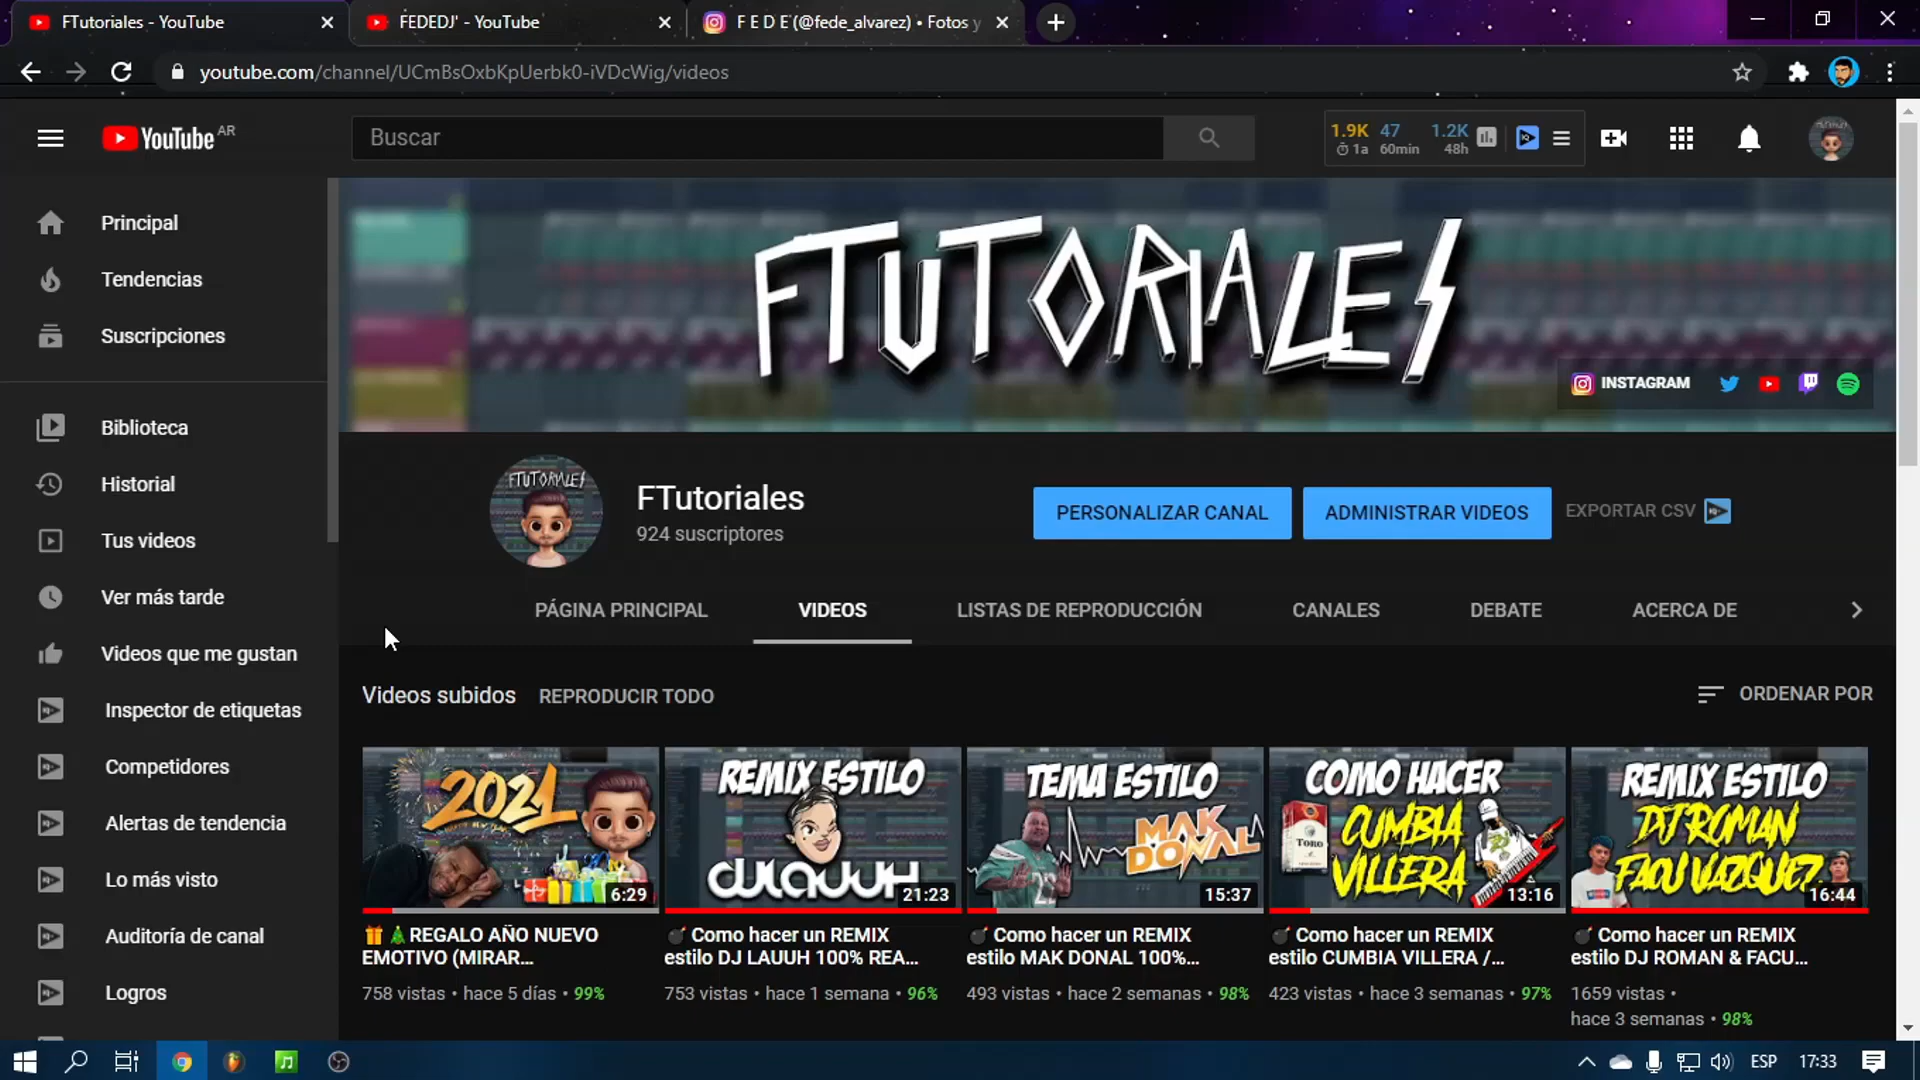 FTutoriales - YouTube
FEDEDJ' - YouTube
F E D E (@fede_alvarez) • Fotos y
youtube.com/channel/UCmBsOxbKpUerbk0-iVDcWig/videos
YouTube AR
Buscar
1.9K 47 1.2K
1a 60min 48h
Principal
Tendencias
Suscripciones
Biblioteca
Historial
Tus videos
Ver más tarde
Videos que me gustan
Inspector de etiquetas
Competidores
Alertas de tendencia
Lo más visto
Auditoría de canal
Logros
FTUTORIALES
INSTAGRAM
FTUTORIALES
FTutoriales
924 suscriptores
PERSONALIZAR CANAL
ADMINISTRAR VIDEOS
EXPORTAR CSV
PÁGINA PRINCIPAL
VIDEOS
LISTAS DE REPRODUCCIÓN
CANALES
DEBATE
ACERCA DE
Videos subidos
REPRODUCIR TODO
ORDENAR POR
2021
6:29
🎁🎄REGALO AÑO NUEVO
EMOTIVO (MIRAR...
758 vistas • hace 5 días • 99%
REMIX ESTILO
DJ LAUUH
21:23
💣Como hacer un REMIX
estilo DJ LAUUH 100% REA...
753 vistas • hace 1 semana • 96%
TEMA ESTILO
MAK
DONAL
15:37
💣Como hacer un REMIX
estilo MAK DONAL 100%...
493 vistas • hace 2 semanas • 98%
COMO HACER
CUMBIA
VILLERA
TORO
13:16
💣Como hacer un REMIX
estilo CUMBIA VILLERA /...
423 vistas • hace 3 semanas • 97%
REMIX ESTILO
DJ ROMAN
FACU VAZQUEZ
16:44
💣Como hacer un REMIX
estilo DJ ROMAN & FACU...
1659 vistas •
hace 3 semanas • 98%
ESP
17:33